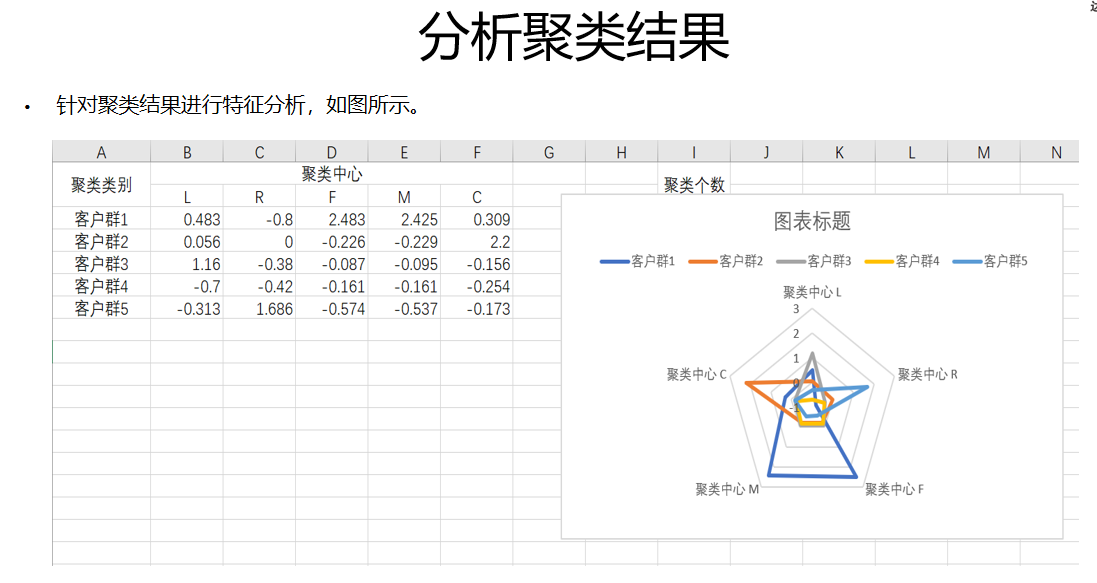 分析聚类结果
• 针对聚类结果进行特征分析，如图所示。
A B C D E F G H I J K L M N
聚类类别 聚类中心 聚类个数
L R F M C
客户群1 0.483 -0.8 2.483 2.425 0.309
客户群2 0.056 0 -0.226 -0.229 2.2
客户群3 1.16 -0.38 -0.087 -0.095 -0.156
客户群4 -0.7 -0.42 -0.161 -0.161 -0.254
客户群5 -0.313 1.686 -0.574 -0.537 -0.173
图表标题
客户群1 客户群2 客户群3 客户群4 客户群5
聚类中心 L
3
2
1
0
-1
聚类中心 C 聚类中心 R
聚类中心 M 聚类中心 F